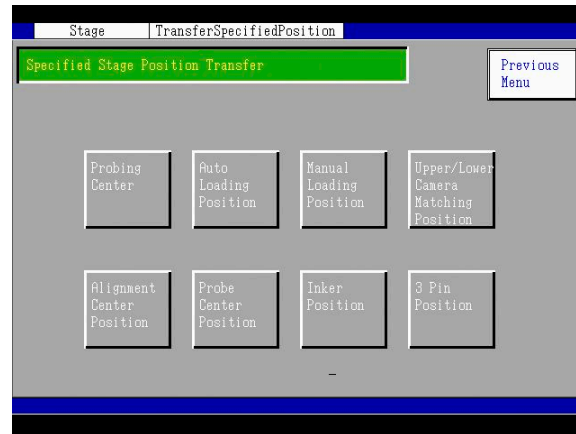 Stage TransferSpecifiedPosition
Specified Stage Position Transfer
Previous
Menu
Probing
Center
Auto
Loading
Position
Manual
Loading
Position
Upper/Lower
Camera
Matching
Position
Alignment
Center
Position
Probe
Center
Position
Inker
Position
3 Pin
Position